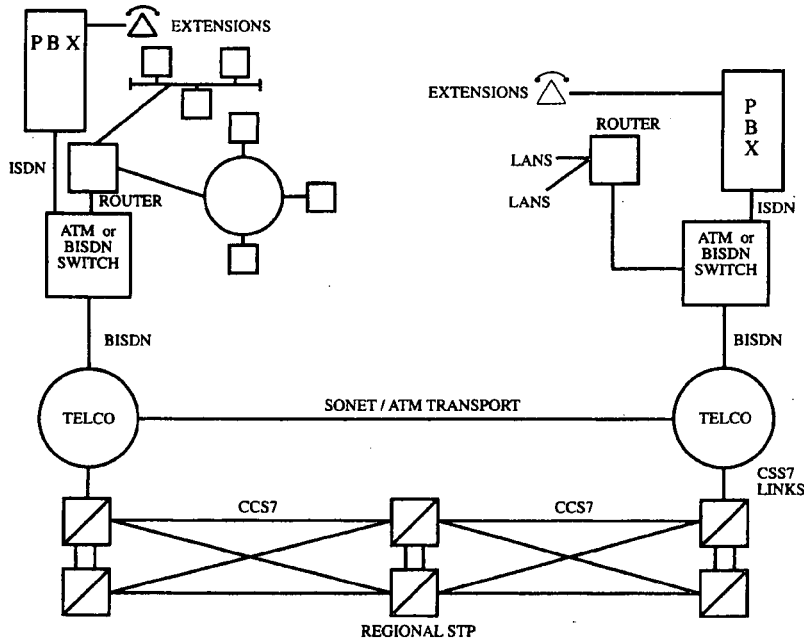 P B X
EXTENSIONS
EXTENSIONS
P
B
X
ROUTER
ISDN
LANS
LANS
ROUTER
ISDN
ATM or
BISDN
SWITCH
ATM or
BISDN
SWITCH
BISDN
BISDN
TELCO
SONET / ATM TRANSPORT
TELCO
CSS7
LINKS
CCS7
CCS7
REGIONAL STP